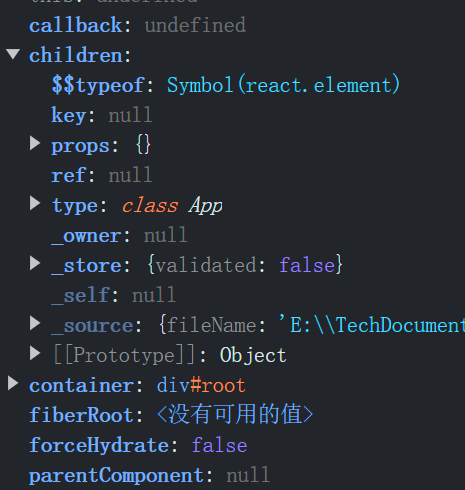 this: undefined
callback: undefined
children:
$$typeof: Symbol(react.element)
key: null
props: {}
ref: null
type: class App
_owner: null
_store: {validated: false}
_self: null
_source: {fileName: 'E:\\TechDocument
[[Prototype]]: Object
container: div#root
fiberRoot: <没有可用的值>
forceHydrate: false
parentComponent: null